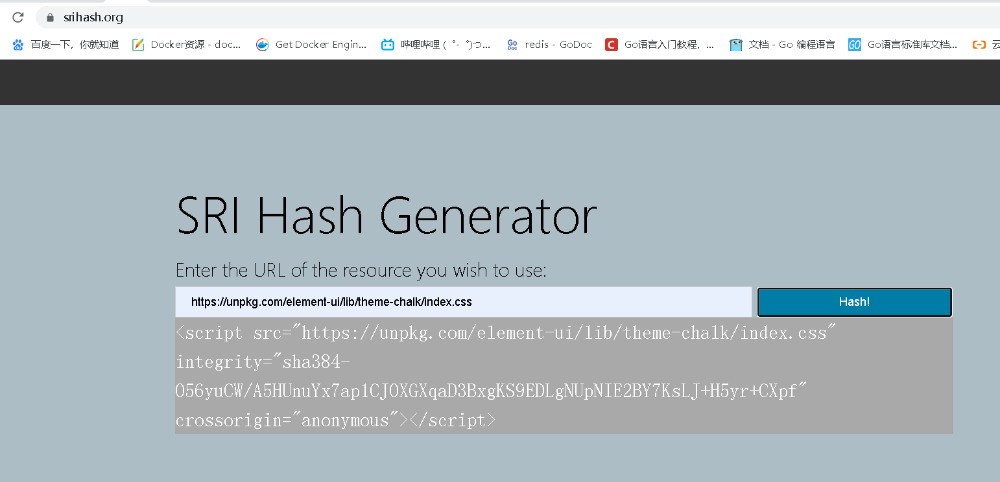 srihash.org
百度一下，你就知道 Docker资源 - doc... Get Docker Engin... 哔哩哔哩 (゜-゜)つ... Go Doc redis - GoDoc C Go语言入门教程，... 文档 - Go 编程语言 GO Go语言标准库文档... 云
SRI Hash Generator
Enter the URL of the resource you wish to use:
https://unpkg.com/element-ui/lib/theme-chalk/index.css Hash!
<script src="https://unpkg.com/element-ui/lib/theme-chalk/index.css"
integrity="sha384-
O56yuCW/A5HUnuYx7ap1CJOXGXqaD3BxgKS9EDLgNUpNIE2BY7KsLJ+H5yr+CXpf"
crossorigin="anonymous"></script>